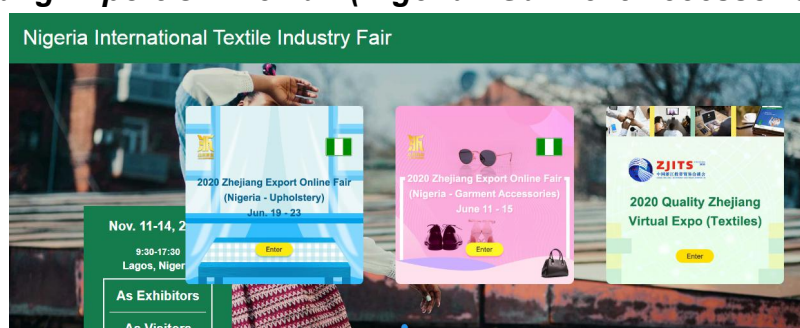 Nigeria International Textile Industry Fair
2020 Zhejiang Export Online Fair
(Nigeria - Upholstery)
Jun. 19 - 23
Enter
2020 Zhejiang Export Online Fair
(Nigeria - Garment Accessories)
June 11 - 15
Enter
ZJITS
2020 Quality Zhejiang
Virtual Expo (Textiles)
Enter
Nov. 11-14, 2
9:30-17:30
Lagos, Niger
As Exhibitors
As Visitors